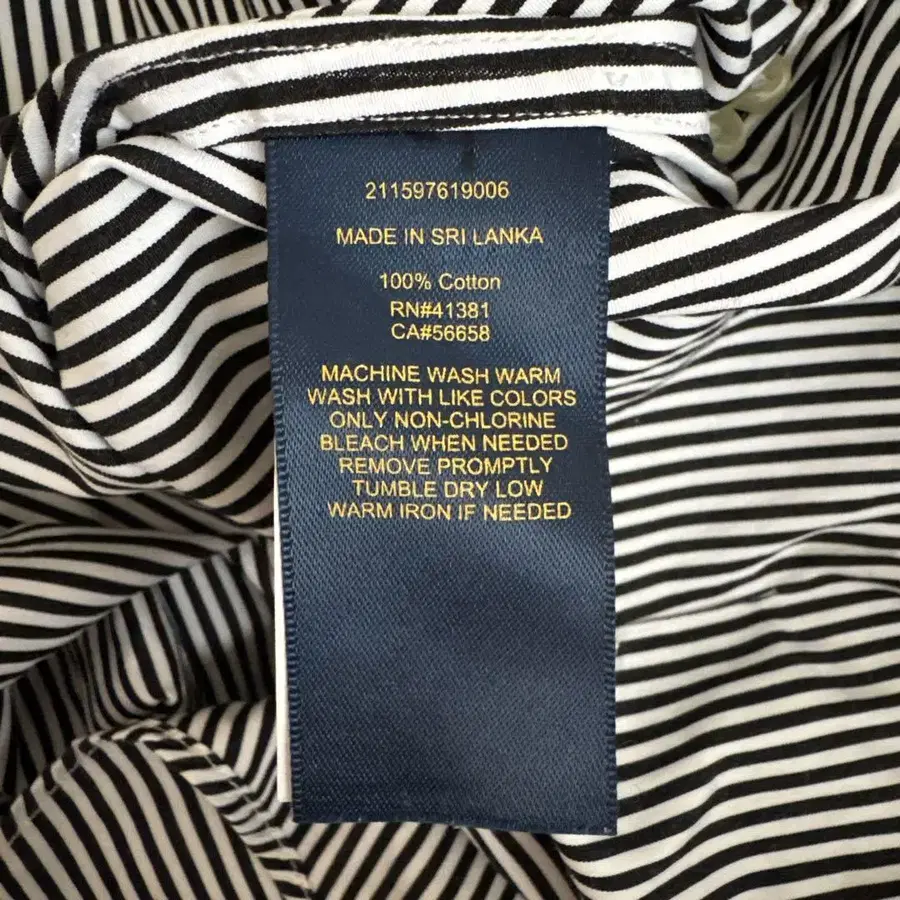 211597619006
MADE IN SRI LANKA
100% Cotton
RN#41381
CA#56658
MACHINE WASH WARM
WASH WITH LIKE COLORS
ONLY NON-CHLORINE
BLEACH WHEN NEEDED
REMOVE PROMPTLY
TUMBLE DRY LOW
WARM IRON IF NEEDED